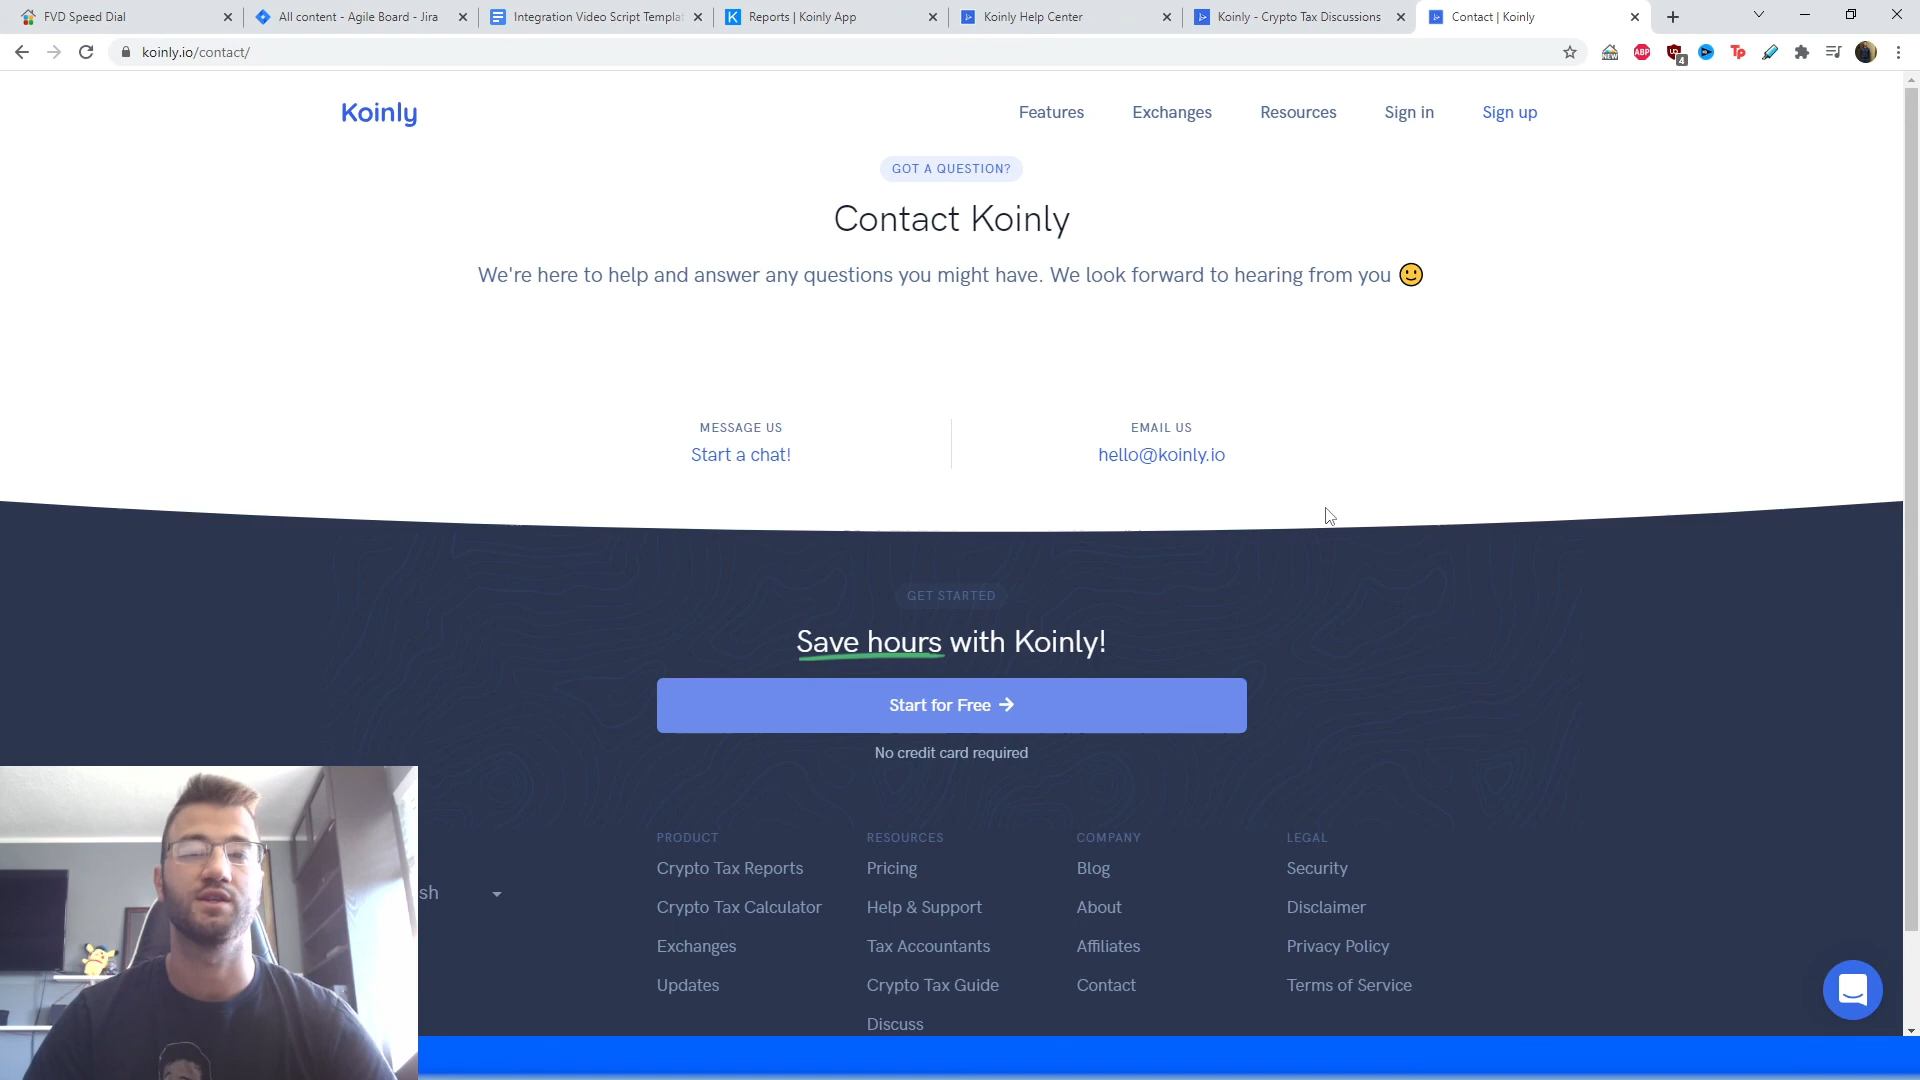 FVD Speed Dial
All content - Agile Board - Jira
Integration Video Script Templat
Reports | Koinly App
Koinly Help Center
Koinly - Crypto Tax Discussions
Contact | Koinly
koinly.io/contact/
NEW
ABP
4
Tp
Koinly
Features
Exchanges
Resources
Sign in
Sign up
GOT A QUESTION?
Contact Koinly
We're here to help and answer any questions you might have. We look forward to hearing from you
MESSAGE US
Start a chat!
EMAIL US
hello@koinly.io
GET STARTED
Save hours with Koinly!
Start for Free →
No credit card required
sh
PRODUCT
Crypto Tax Reports
Crypto Tax Calculator
Exchanges
Updates
RESOURCES
Pricing
Help & Support
Tax Accountants
Crypto Tax Guide
Discuss
COMPANY
Blog
About
Affiliates
Contact
LEGAL
Security
Disclaimer
Privacy Policy
Terms of Service